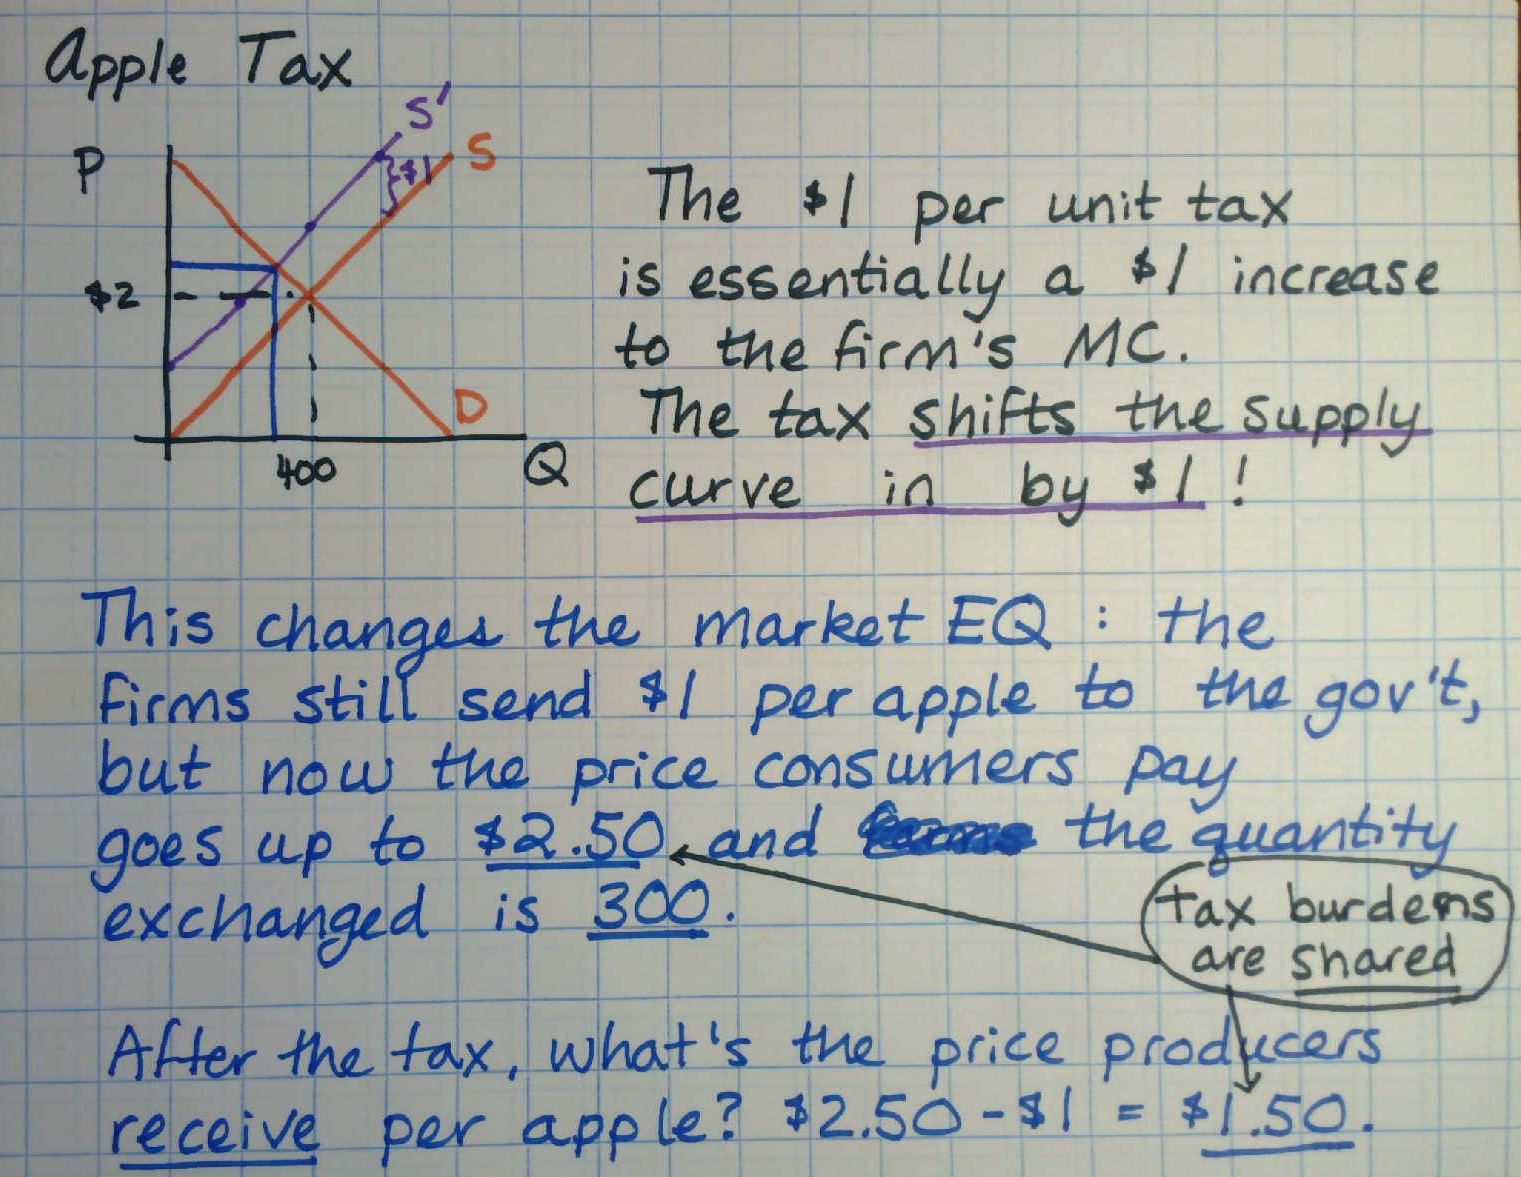 Apple Tax
S'
S
P
$1
$2
D
400
Q
The $1 per unit tax
is essentially a $1 increase
to the firm's MC.
The tax shifts the supply
curve in by $1!
This changes the market EQ: the
firms still send $1 per apple to the gov't,
but now the price consumers pay
goes up to $2.50 and the quantity
exchanged is 300.
tax burdens
are shared
After the tax, what's the price producers
receive per apple? $2.50 - $1 = $1.50.